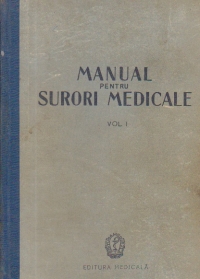 MANUAL
PENTRU
SURORI MEDICALE
VOL. I
EDITURA MEDICALĂ